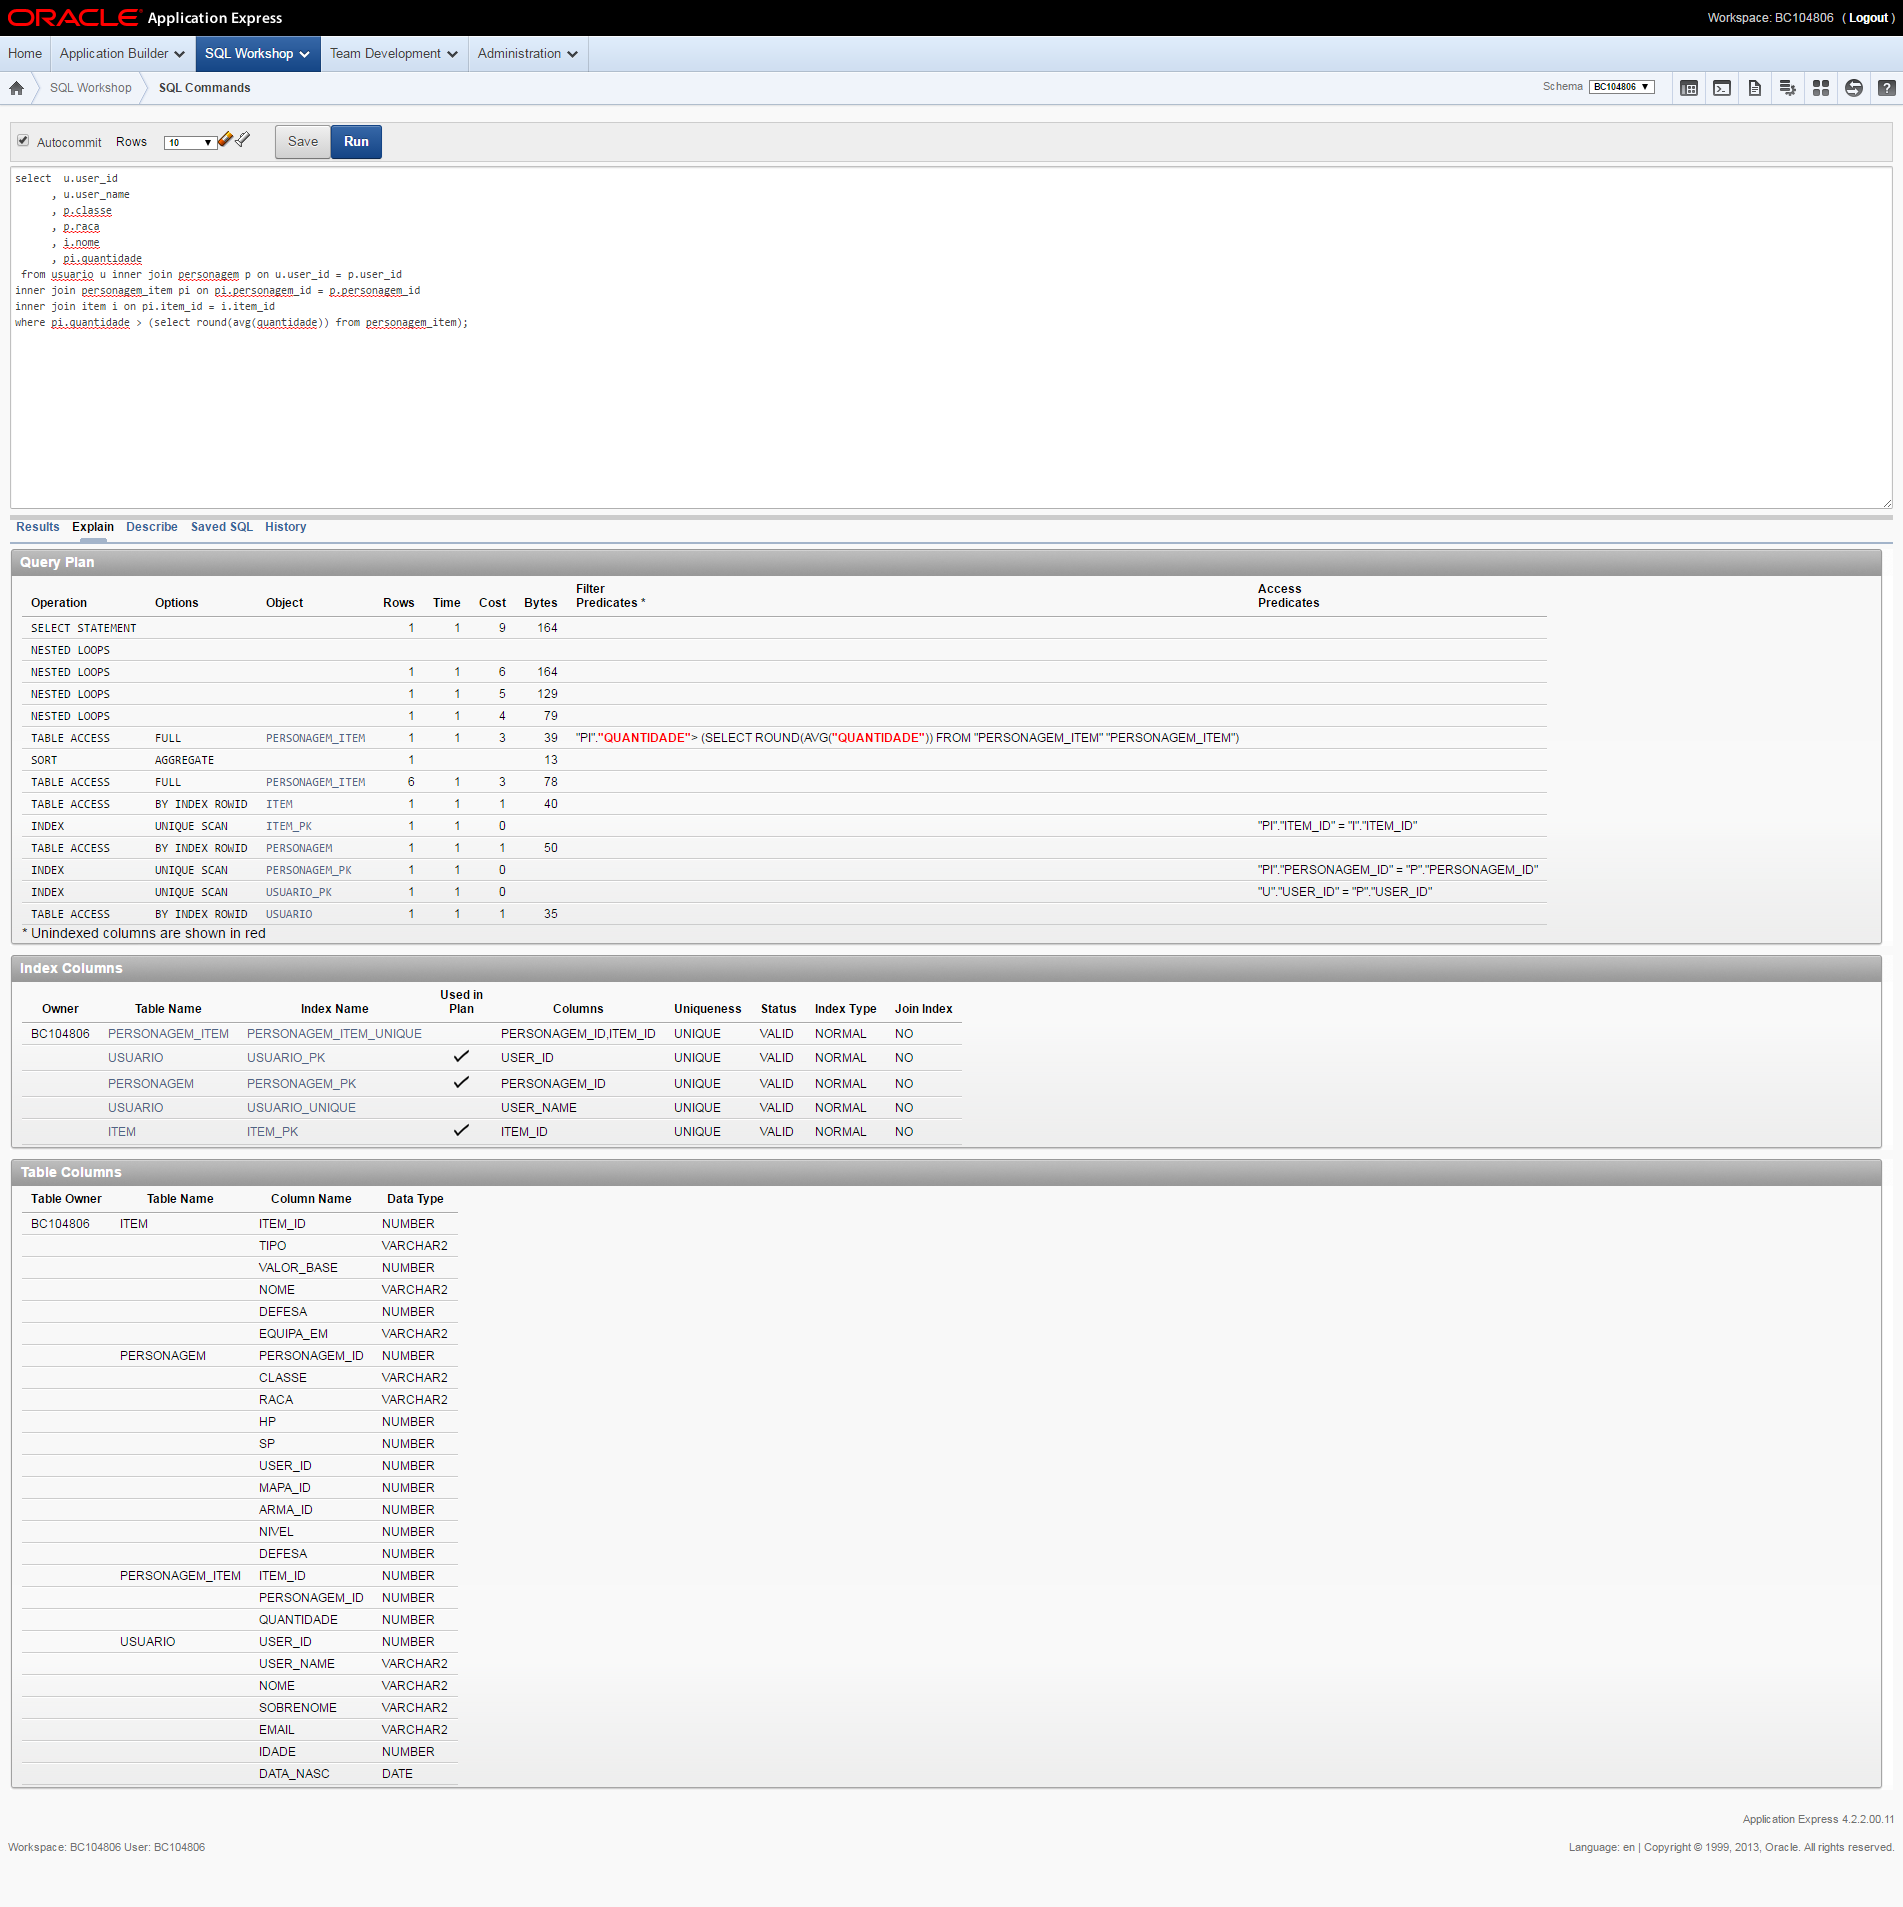 ORACLE Application Express
Workspace: BC104806 ( Logout )
Home Application Builder SQL Workshop Team Development Administration
SQL Workshop SQL Commands
Schema BC104806
Autocommit Rows 10 Save Run
select  u.user_id
      , u.user_name
      , p.classe
      , p.raca
      , i.nome
      , pi.quantidade
 from usuario u inner join personagem p on u.user_id = p.user_id
inner join personagem_item pi on pi.personagem_id = p.personagem_id
inner join item i on pi.item_id = i.item_id
where pi.quantidade > (select round(avg(quantidade)) from personagem_item);
Results Explain Describe Saved SQL History
Query Plan
Operation Options Object Rows Time Cost Bytes Filter Predicates * Access Predicates
SELECT STATEMENT 1 1 9 164
NESTED LOOPS
NESTED LOOPS 1 1 6 164
NESTED LOOPS 1 1 5 129
NESTED LOOPS 1 1 4 79
TABLE ACCESS FULL PERSONAGEM_ITEM 1 1 3 39 "PI"."QUANTIDADE"> (SELECT ROUND(AVG("QUANTIDADE")) FROM "PERSONAGEM_ITEM" "PERSONAGEM_ITEM")
SORT AGGREGATE 1 13
TABLE ACCESS FULL PERSONAGEM_ITEM 6 1 3 78
TABLE ACCESS BY INDEX ROWID ITEM 1 1 1 40
INDEX UNIQUE SCAN ITEM_PK 1 1 0 "PI"."ITEM_ID" = "I"."ITEM_ID"
TABLE ACCESS BY INDEX ROWID PERSONAGEM 1 1 1 50
INDEX UNIQUE SCAN PERSONAGEM_PK 1 1 0 "PI"."PERSONAGEM_ID" = "P"."PERSONAGEM_ID"
INDEX UNIQUE SCAN USUARIO_PK 1 1 0 "U"."USER_ID" = "P"."USER_ID"
TABLE ACCESS BY INDEX ROWID USUARIO 1 1 1 35
* Unindexed columns are shown in red
Index Columns
Owner Table Name Index Name Used in Plan Columns Uniqueness Status Index Type Join Index
BC104806 PERSONAGEM_ITEM PERSONAGEM_ITEM_UNIQUE PERSONAGEM_ID,ITEM_ID UNIQUE VALID NORMAL NO
USUARIO USUARIO_PK USER_ID UNIQUE VALID NORMAL NO
PERSONAGEM PERSONAGEM_PK PERSONAGEM_ID UNIQUE VALID NORMAL NO
USUARIO USUARIO_UNIQUE USER_NAME UNIQUE VALID NORMAL NO
ITEM ITEM_PK ITEM_ID UNIQUE VALID NORMAL NO
Table Columns
Table Owner Table Name Column Name Data Type
BC104806 ITEM ITEM_ID NUMBER
TIPO VARCHAR2
VALOR_BASE NUMBER
NOME VARCHAR2
DEFESA NUMBER
EQUIPA_EM VARCHAR2
PERSONAGEM PERSONAGEM_ID NUMBER
CLASSE VARCHAR2
RACA VARCHAR2
HP NUMBER
SP NUMBER
USER_ID NUMBER
MAPA_ID NUMBER
ARMA_ID NUMBER
NIVEL NUMBER
DEFESA NUMBER
PERSONAGEM_ITEM ITEM_ID NUMBER
PERSONAGEM_ID NUMBER
QUANTIDADE NUMBER
USUARIO USER_ID NUMBER
USER_NAME VARCHAR2
NOME VARCHAR2
SOBRENOME VARCHAR2
EMAIL VARCHAR2
IDADE NUMBER
DATA_NASC DATE
Application Express 4.2.2.00.11
Workspace: BC104806 User: BC104806
Language: en | Copyright © 1999, 2013, Oracle. All rights reserved.